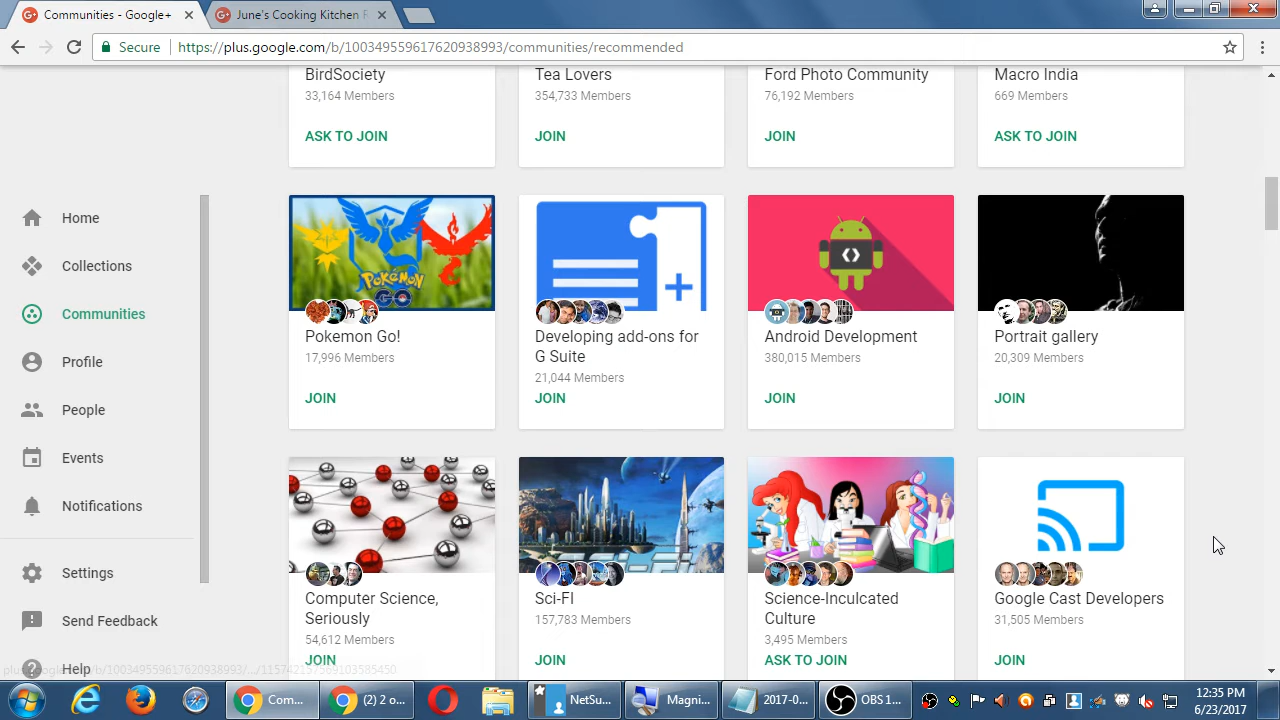 Communities - Google+
June's Cooking Kitchen F
Secure
https://plus.google.com/b/100349559617620938993/communities/recommended
BirdSociety
33,164 Members
ASK TO JOIN
Tea Lovers
354,733 Members
JOIN
Ford Photo Community
76,192 Members
JOIN
Macro India
669 Members
ASK TO JOIN
Home
Collections
Communities
Profile
People
Events
Notifications
Settings
Send Feedback
Help
POKÉMON
GO
Pokemon Go!
17,996 Members
JOIN
Developing add-ons for
G Suite
21,044 Members
JOIN
Android Development
380,015 Members
JOIN
Portrait gallery
20,309 Members
JOIN
Computer Science,
Seriously
54,612 Members
JOIN
Sci-FI
157,783 Members
JOIN
Science-Inculcated
Culture
3,495 Members
ASK TO JOIN
Google Cast Developers
31,505 Members
JOIN
Com...
(2) 2 o...
NetSu...
Magni...
2017-0...
OBS 1...
12:35 PM
6/23/2017